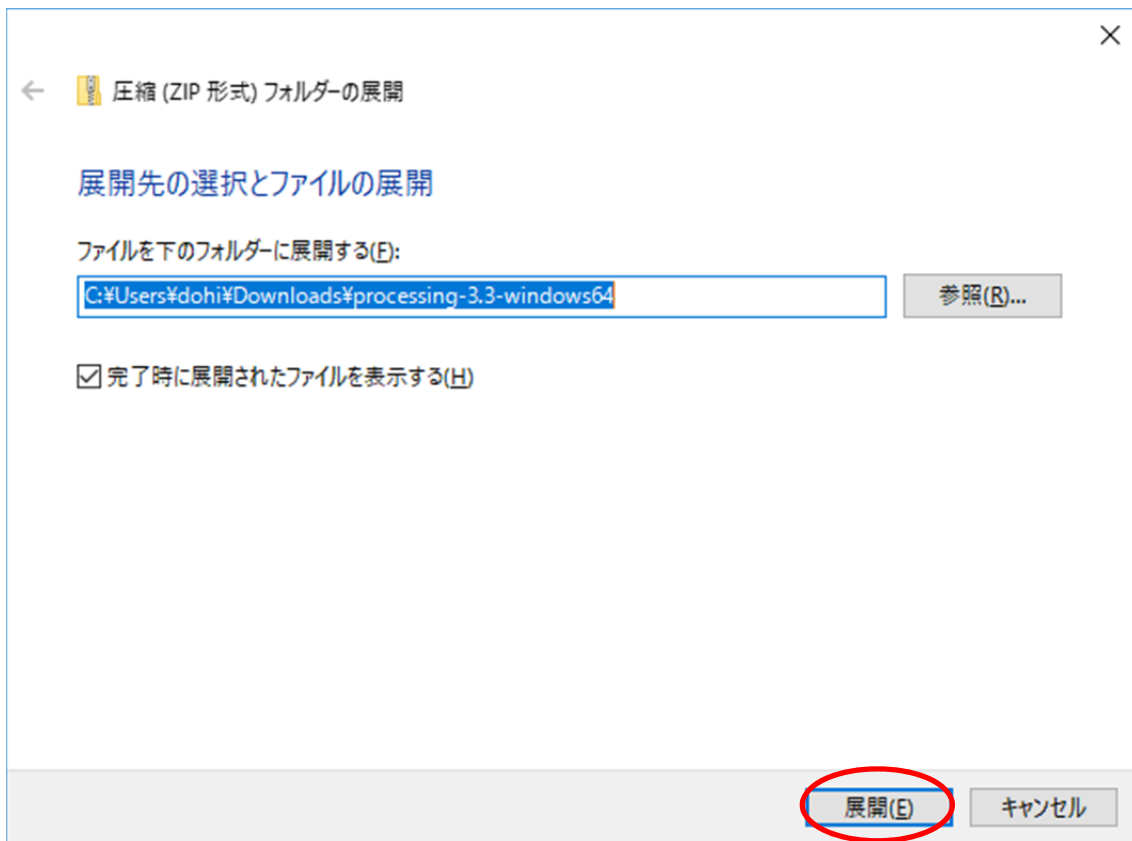 圧縮 (ZIP 形式) フォルダーの展開
展開先の選択とファイルの展開
ファイルを下のフォルダーに展開する(F):
C:¥Users¥dohi¥Downloads¥processing-3.3-windows64
参照(R)...
完了時に展開されたファイルを表示する(H)
展開(E)
キャンセル